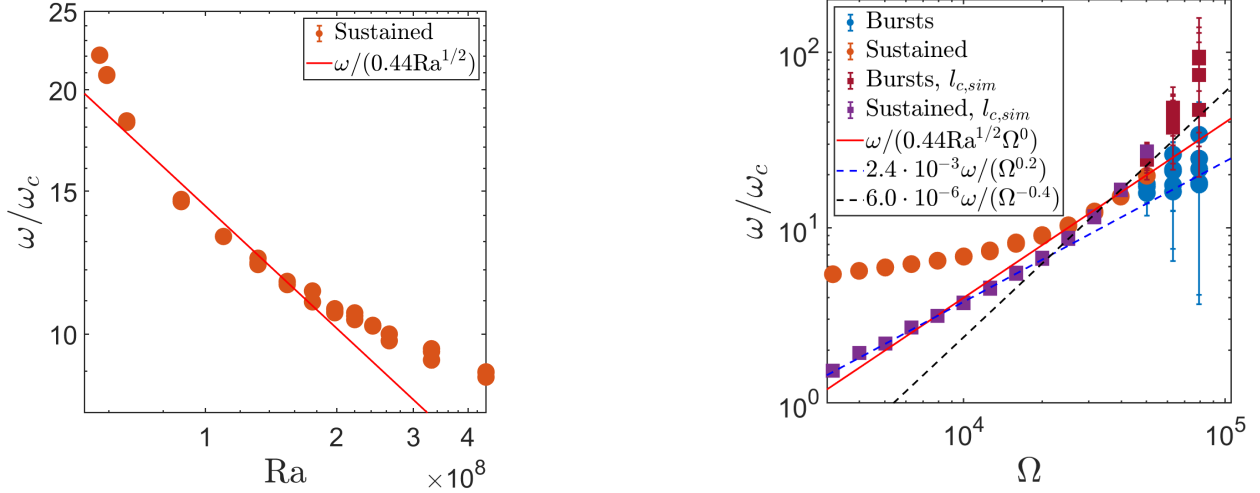 25
20
15
10
ω/ω_c
1
2
3
4
×10^8
Ra
Sustained
ω/(0.44Ra^{1/2})
10^2
10^1
10^0
ω/ω_c
10^4
10^5
Ω
Bursts
Sustained
Bursts, l_{c,sim}
Sustained, l_{c,sim}
ω/(0.44Ra^{1/2}Ω^0)
2.4 · 10^{-3}ω/(Ω^{0.2})
6.0 · 10^{-6}ω/(Ω^{-0.4})